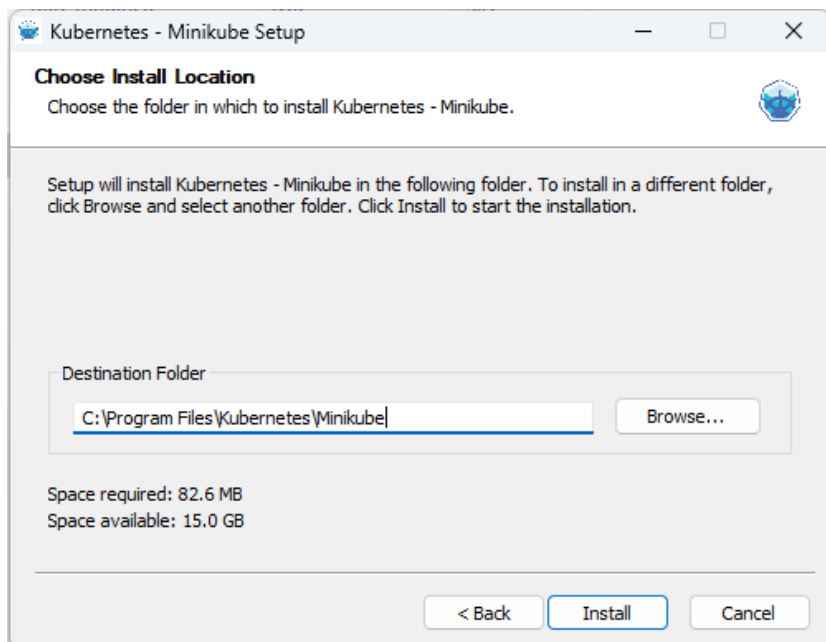 Kubernetes - Minikube Setup
Choose Install Location
Choose the folder in which to install Kubernetes - Minikube.
Setup will install Kubernetes - Minikube in the following folder. To install in a different folder,
click Browse and select another folder. Click Install to start the installation.
Destination Folder
C:\Program Files\Kubernetes\Minikube
Browse...
Space required: 82.6 MB
Space available: 15.0 GB
< Back
Install
Cancel